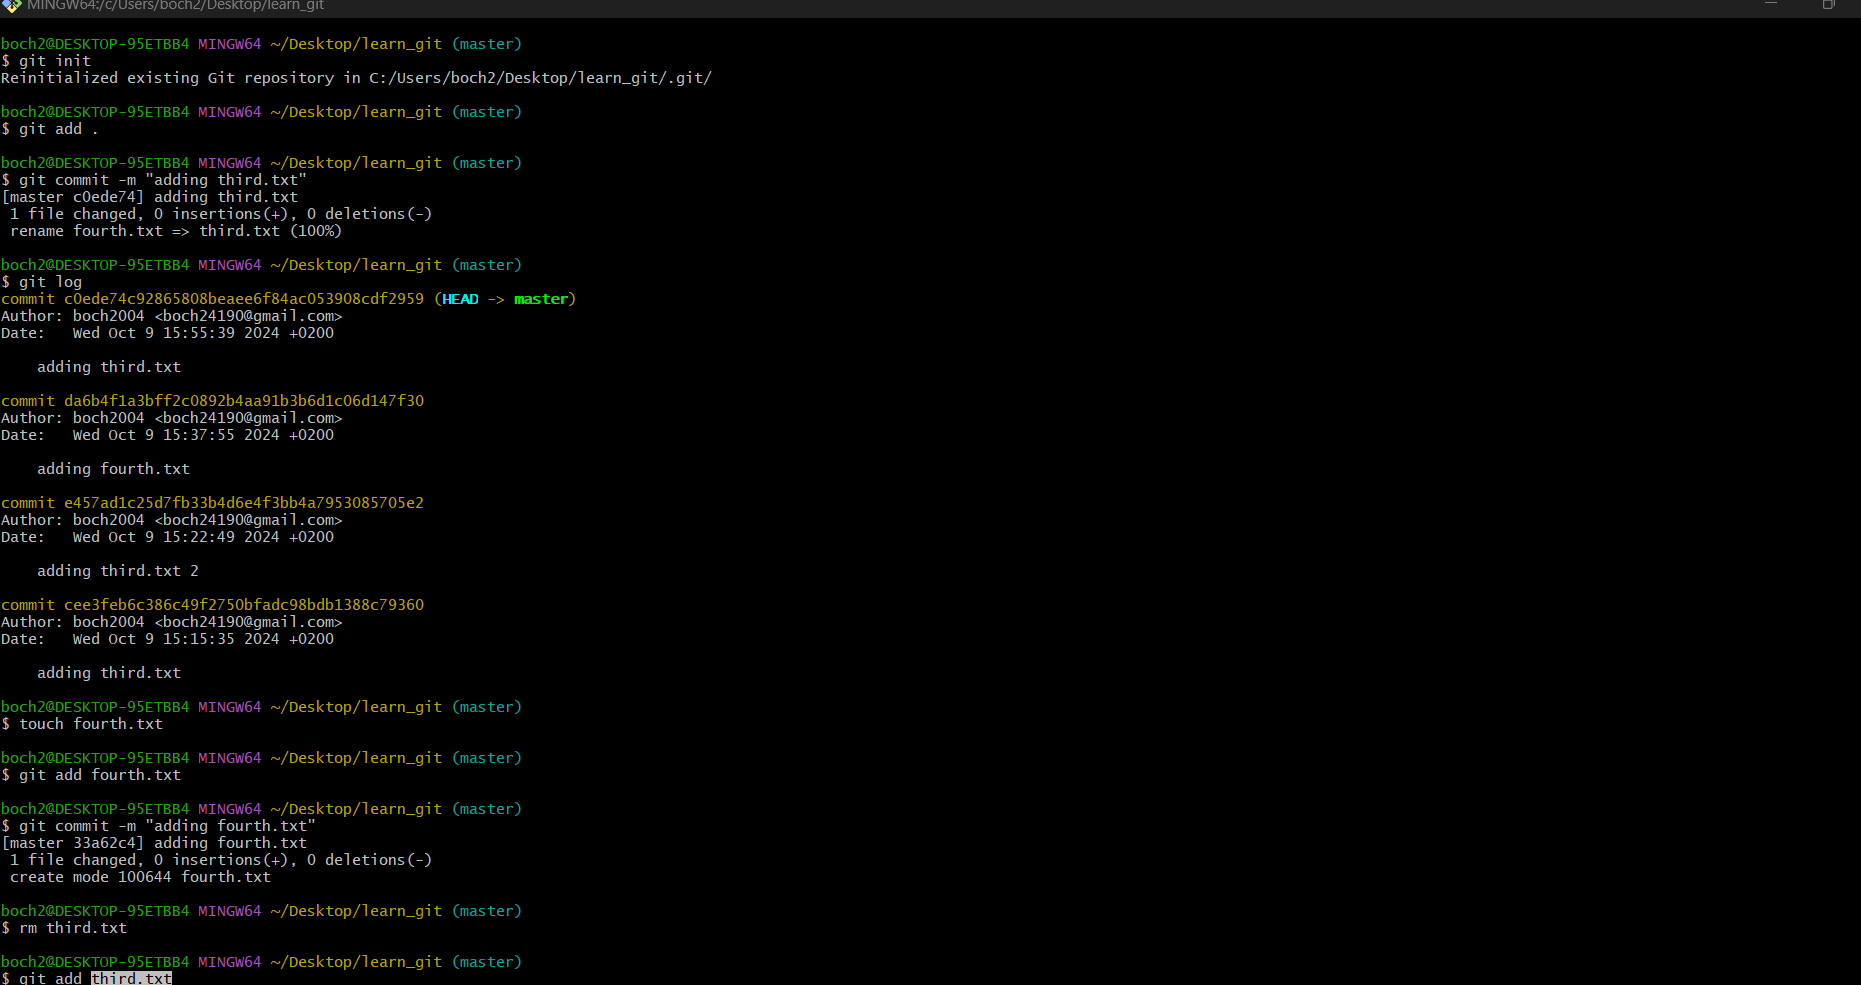 MINGW64:/c/Users/boch2/Desktop/learn_git
boch2@DESKTOP-95ETBB4 MINGW64 ~/Desktop/learn_git (master)
$ git init
Reinitialized existing Git repository in C:/Users/boch2/Desktop/learn_git/.git/
boch2@DESKTOP-95ETBB4 MINGW64 ~/Desktop/learn_git (master)
$ git add .
boch2@DESKTOP-95ETBB4 MINGW64 ~/Desktop/learn_git (master)
$ git commit -m "adding third.txt"
[master c0ede74] adding third.txt
 1 file changed, 0 insertions(+), 0 deletions(-)
 rename fourth.txt => third.txt (100%)
boch2@DESKTOP-95ETBB4 MINGW64 ~/Desktop/learn_git (master)
$ git log
commit c0ede74c92865808beaee6f84ac053908cdf2959 (HEAD -> master)
Author: boch2004 <boch24190@gmail.com>
Date:   Wed Oct 9 15:55:39 2024 +0200
    adding third.txt
commit da6b4f1a3bff2c0892b4aa91b3b6d1c06d147f30
Author: boch2004 <boch24190@gmail.com>
Date:   Wed Oct 9 15:37:55 2024 +0200
    adding fourth.txt
commit e457ad1c25d7fb33b4d6e4f3bb4a7953085705e2
Author: boch2004 <boch24190@gmail.com>
Date:   Wed Oct 9 15:22:49 2024 +0200
    adding third.txt 2
commit cee3feb6c386c49f2750bfadc98bdb1388c79360
Author: boch2004 <boch24190@gmail.com>
Date:   Wed Oct 9 15:15:35 2024 +0200
    adding third.txt
boch2@DESKTOP-95ETBB4 MINGW64 ~/Desktop/learn_git (master)
$ touch fourth.txt
boch2@DESKTOP-95ETBB4 MINGW64 ~/Desktop/learn_git (master)
$ git add fourth.txt
boch2@DESKTOP-95ETBB4 MINGW64 ~/Desktop/learn_git (master)
$ git commit -m "adding fourth.txt"
[master 33a62c4] adding fourth.txt
 1 file changed, 0 insertions(+), 0 deletions(-)
 create mode 100644 fourth.txt
boch2@DESKTOP-95ETBB4 MINGW64 ~/Desktop/learn_git (master)
$ rm third.txt
boch2@DESKTOP-95ETBB4 MINGW64 ~/Desktop/learn_git (master)
$ git add third.txt